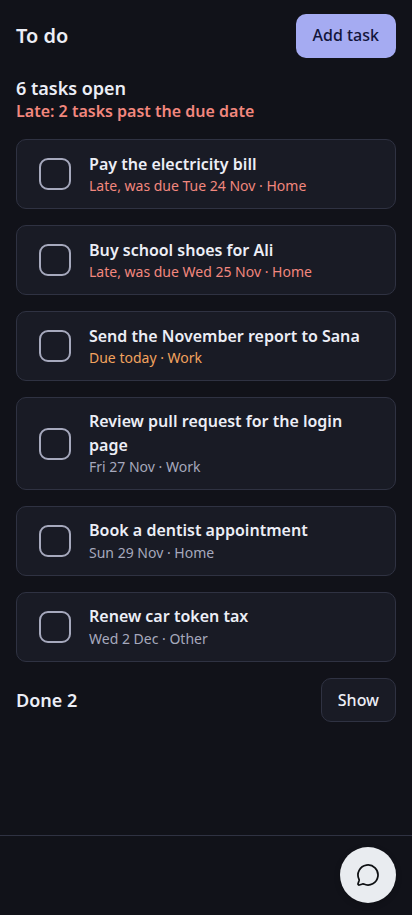 To do
Add task
6 tasks open
Late: 2 tasks past the due date
Pay the electricity bill
Late, was due Tue 24 Nov · Home
Buy school shoes for Ali
Late, was due Wed 25 Nov · Home
Send the November report to Sana
Due today · Work
Review pull request for the login
page
Fri 27 Nov · Work
Book a dentist appointment
Sun 29 Nov · Home
Renew car token tax
Wed 2 Dec · Other
Done 2
Show